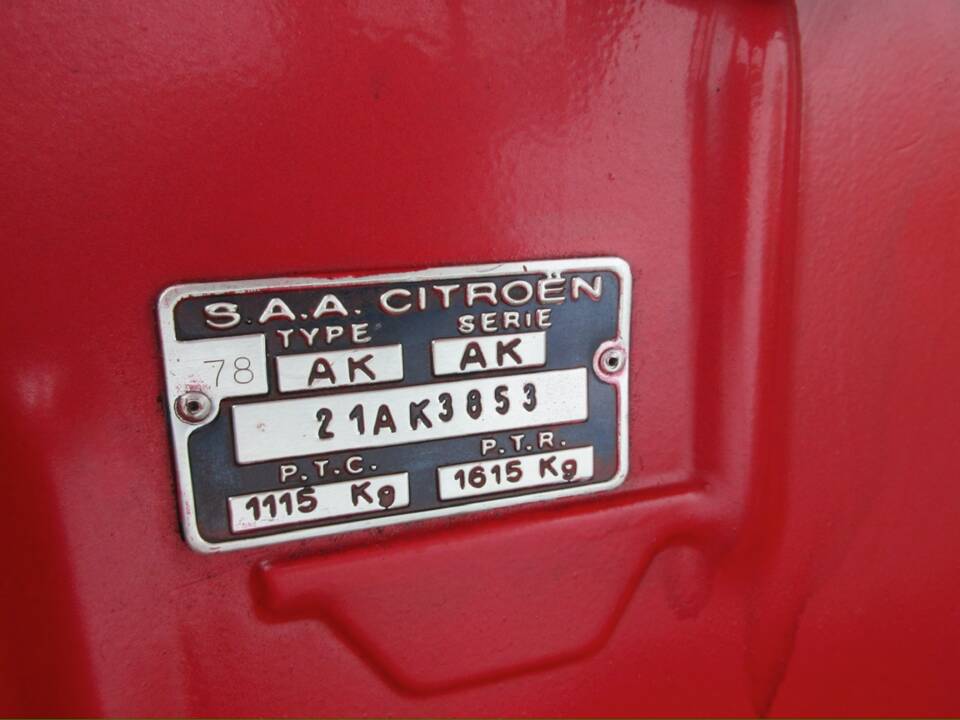 S.A.A. CITROËN
TYPE SERIE
78 AK AK
21AK3853
P.T.C. P.T.R.
1115 Kg 1615 Kg